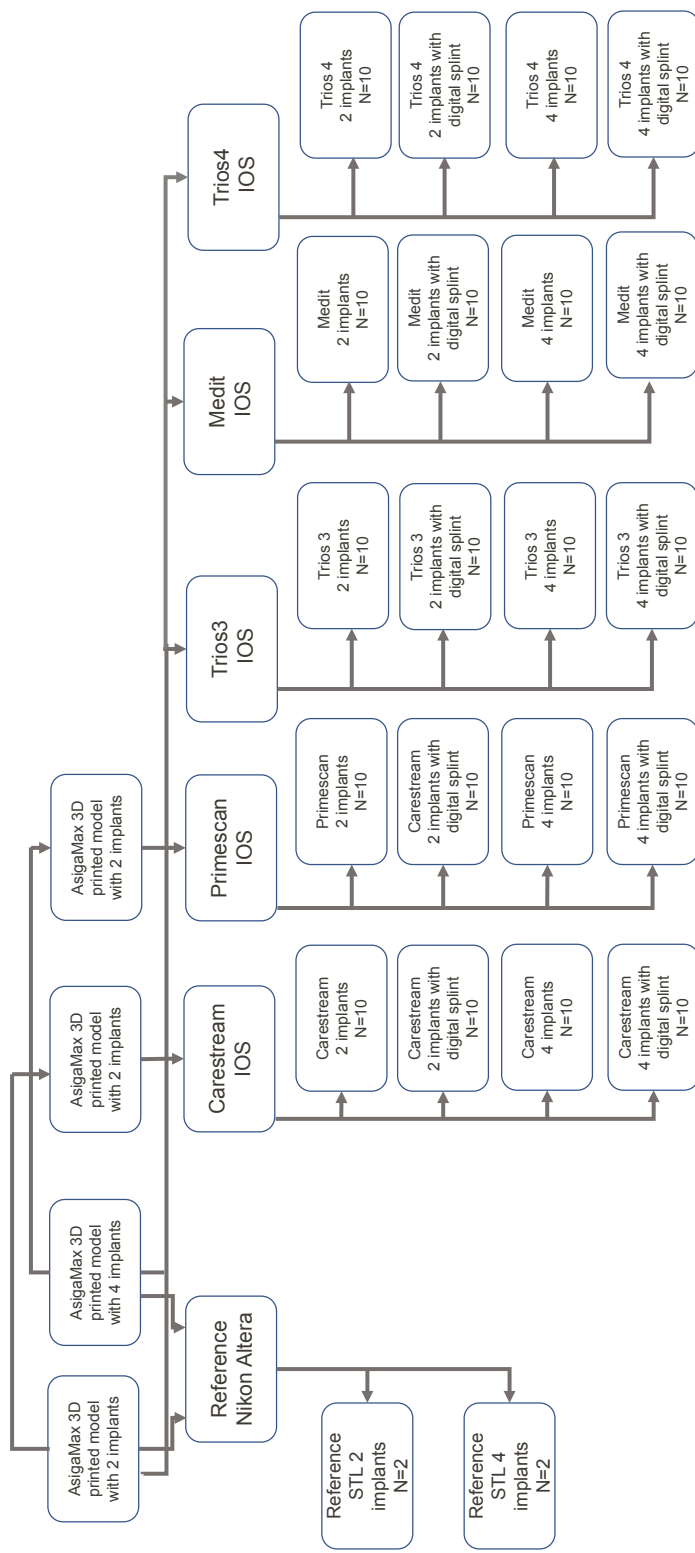 AsigaMax 3D
printed model
with 2 implants
AsigaMax 3D
printed model
with 4 implants
AsigaMax 3D
printed model
with 2 implants
AsigaMax 3D
printed model
with 2 implants
Reference
Nikon Altera
Carestream
IOS
Primescan
IOS
Trios3
IOS
Medit
IOS
Trios4
IOS
Reference
STL 2
implants
N=2
Reference
STL 4
implants
N=2
Carestream
2 implants
N=10
Carestream
2 implants with
digital splint
N=10
Carestream
4 implants
N=10
Carestream
4 implants with
digital splint
N=10
Primescan
2 implants
N=10
Carestream
2 implants with
digital splint
N=10
Primescan
4 implants
N=10
Primescan
4 implants with
digital splint
N=10
Trios 3
2 implants
N=10
Trios 3
2 implants with
digital splint
N=10
Trios 3
4 implants
N=10
Trios 3
4 implants with
digital splint
N=10
Medit
2 implants
N=10
Medit
2 implants with
digital splint
N=10
Medit
4 implants
N=10
Medit
4 implants with
digital splint
N=10
Trios 4
2 implants
N=10
Trios 4
2 implants with
digital splint
N=10
Trios 4
4 implants
N=10
Trios 4
4 implants with
digital splint
N=10